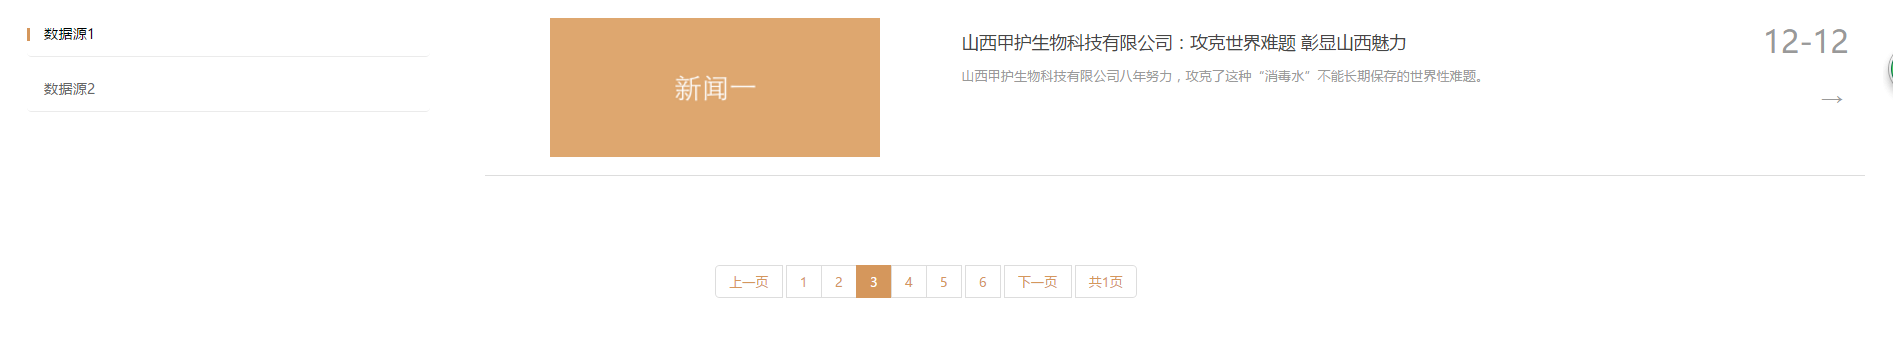 数据源1
数据源2
新闻一
山西甲护生物科技有限公司：攻克世界难题 彰显山西魅力
山西甲护生物科技有限公司八年努力，攻克了这种“消毒水”不能长期保存的世界性难题。
12-12
→
上一页 1 2 3 4 5 6 下一页 共1页